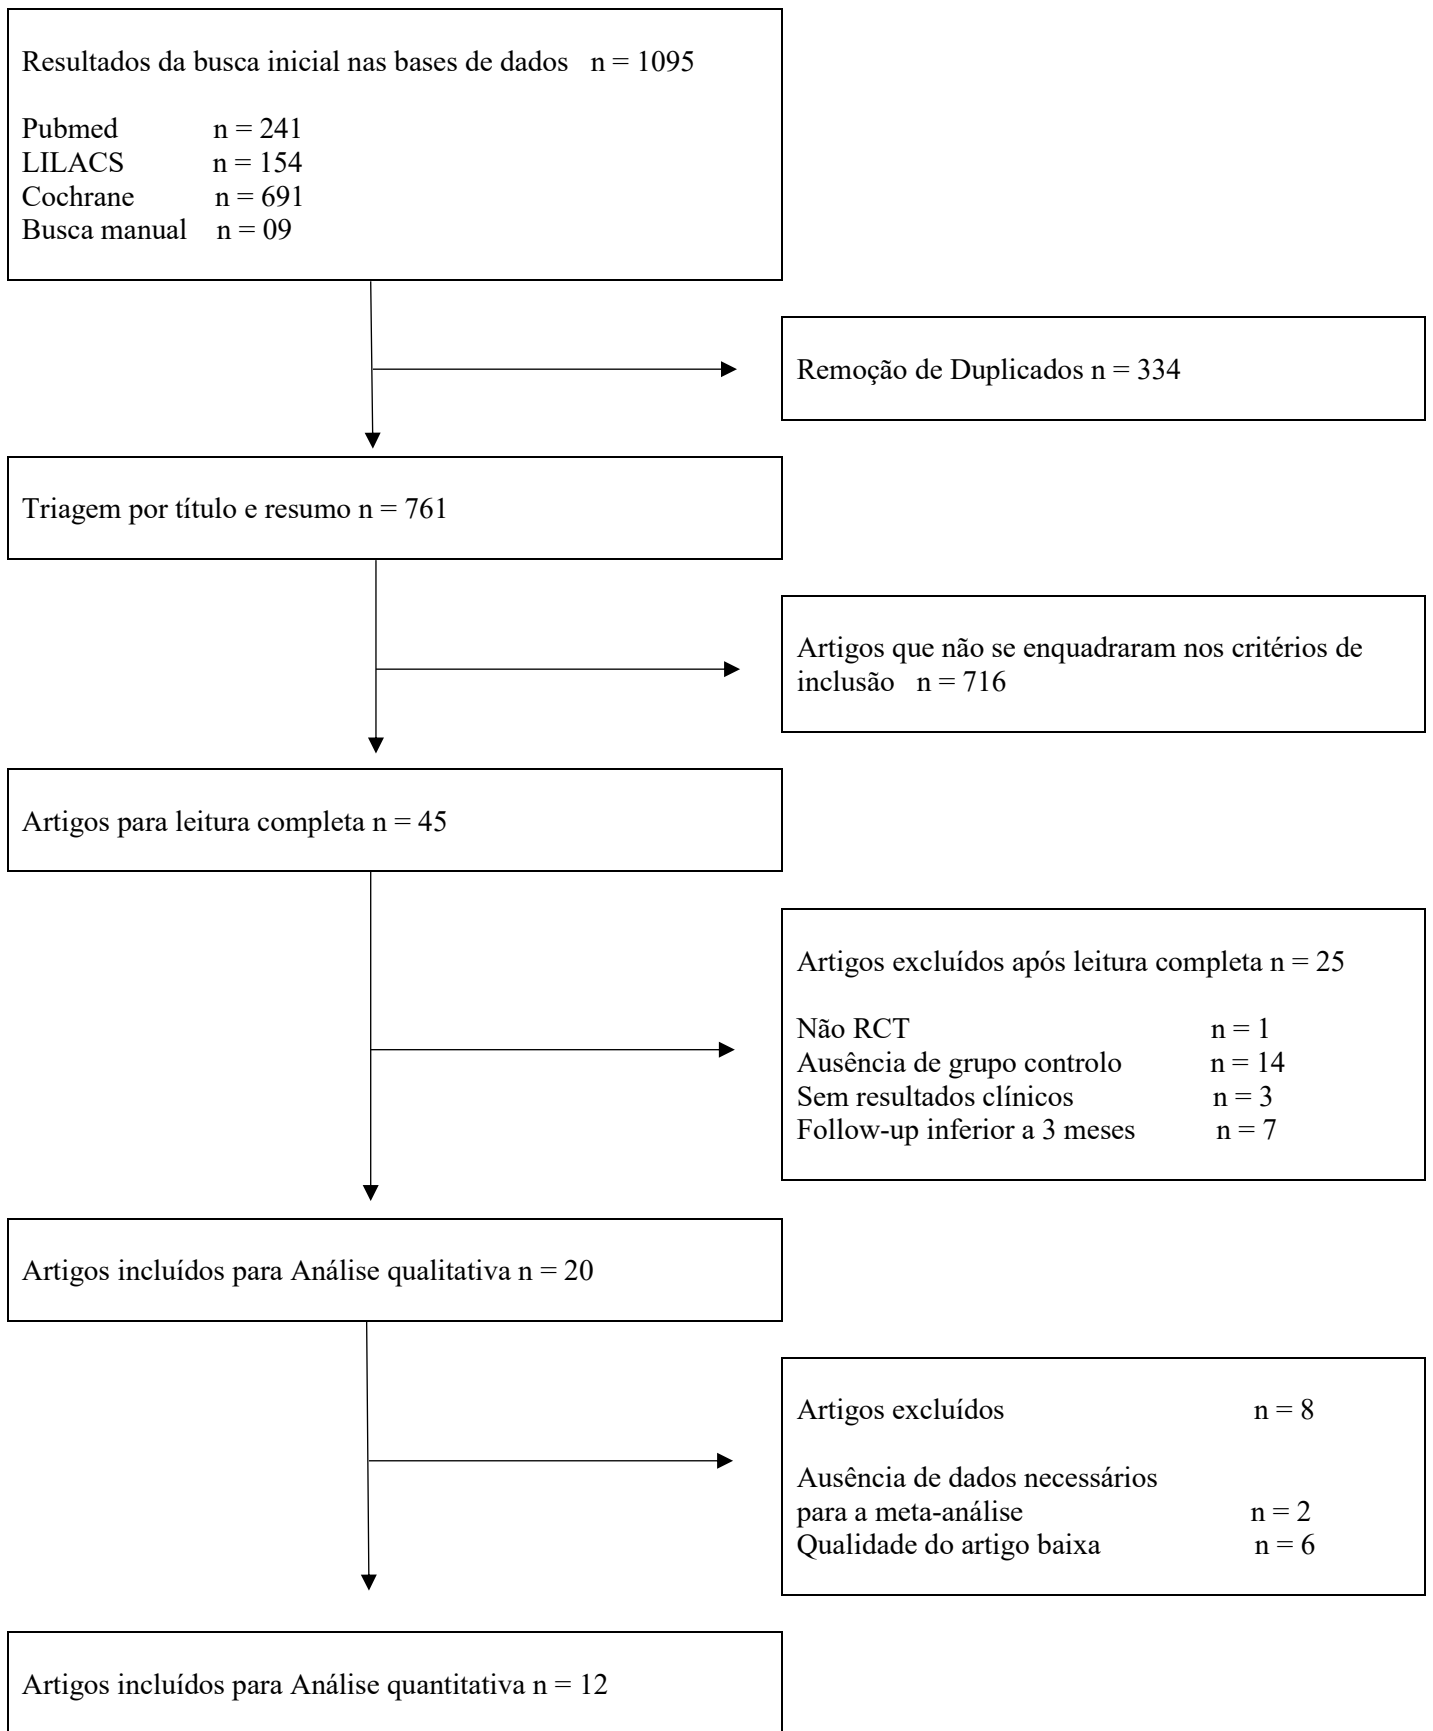 Resultados da busca inicial nas bases de dados n = 1095
Pubmed n = 241
LILACS n = 154
Cochrane n = 691
Busca manual n = 09
Remoção de Duplicados n = 334
Triagem por título e resumo n = 761
Artigos que não se enquadraram nos critérios de
inclusão n = 716
Artigos para leitura completa n = 45
Artigos excluídos após leitura completa n = 25
Não RCT n = 1
Ausência de grupo controlo n = 14
Sem resultados clínicos n = 3
Follow-up inferior a 3 meses n = 7
Artigos incluídos para Análise qualitativa n = 20
Artigos excluídos n = 8
Ausência de dados necessários
para a meta-análise n = 2
Qualidade do artigo baixa n = 6
Artigos incluídos para Análise quantitativa n = 12